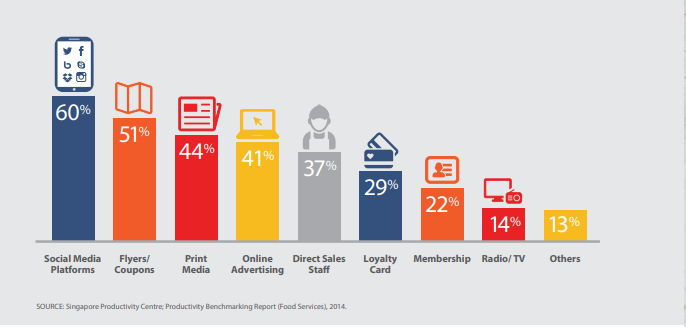 60%
51%
44%
41%
37%
29%
22%
14%
13%
Social Media
Platforms
Flyers/
Coupons
Print
Media
Online
Advertising
Direct Sales
Staff
Loyalty
Card
Membership
Radio/ TV
Others
SOURCE: Singapore Productivity Centre; Productivity Benchmarking Report (Food Services), 2014.